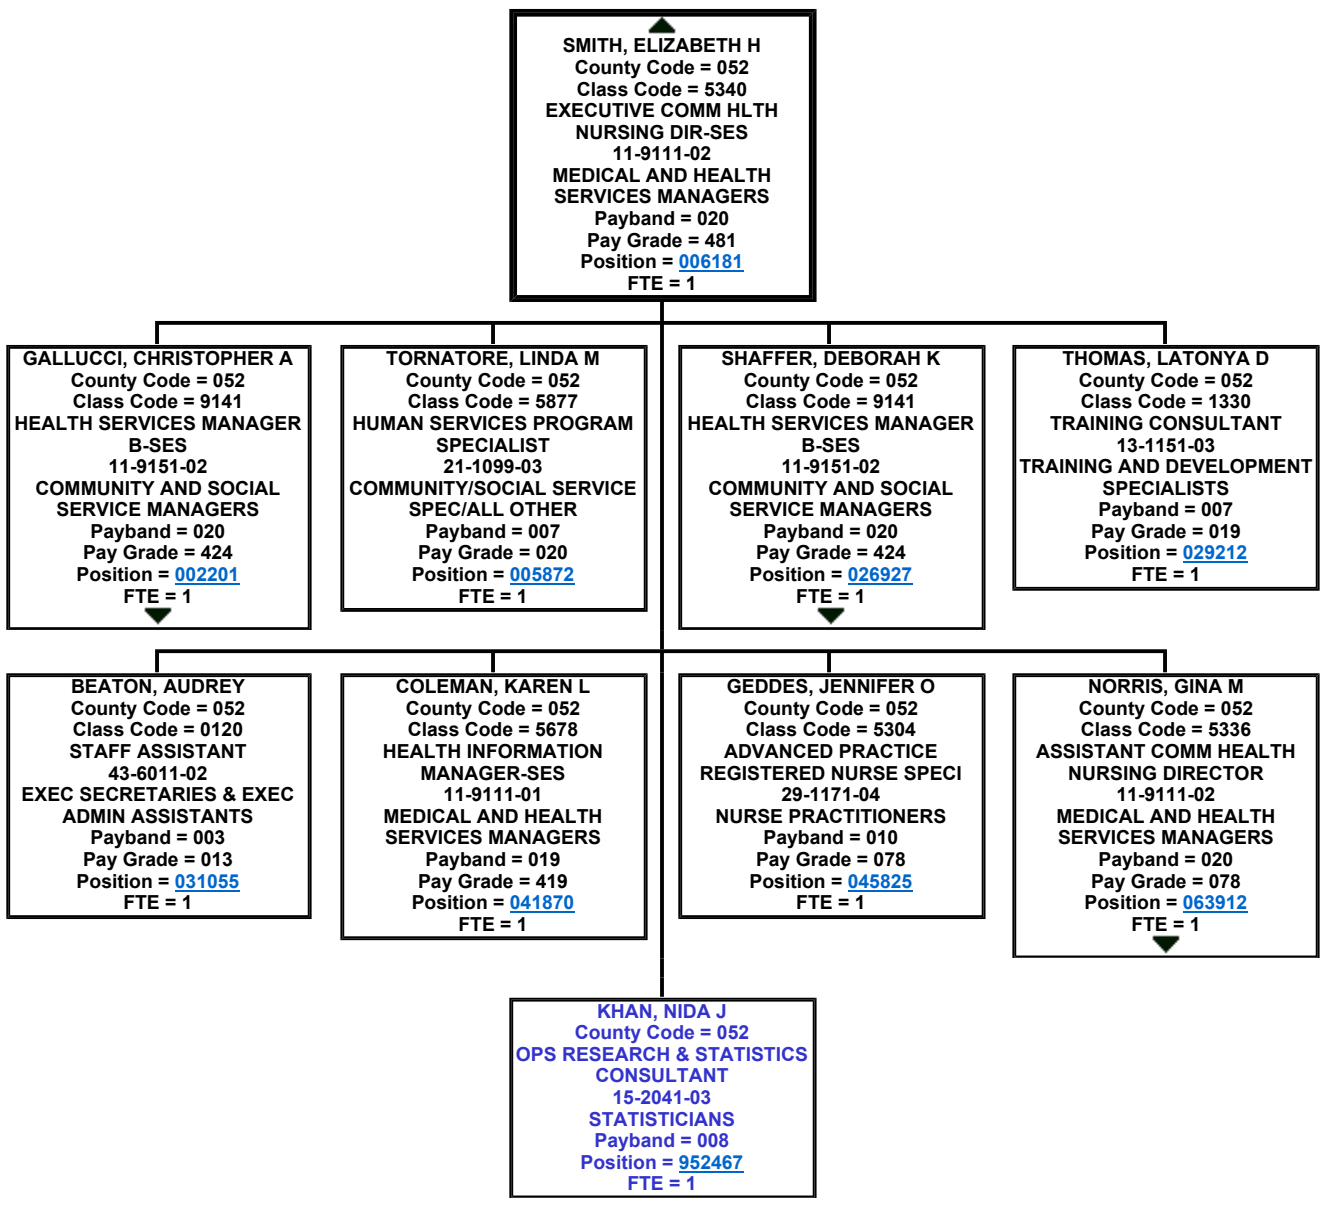 SMITH, ELIZABETH H
County Code = 052
Class Code = 5340
EXECUTIVE COMM HLTH
NURSING DIR-SES
11-9111-02
MEDICAL AND HEALTH
SERVICES MANAGERS
Payband = 020
Pay Grade = 481
Position = 006181
FTE = 1
GALLUCCI, CHRISTOPHER A
County Code = 052
Class Code = 9141
HEALTH SERVICES MANAGER
B-SES
11-9151-02
COMMUNITY AND SOCIAL
SERVICE MANAGERS
Payband = 020
Pay Grade = 424
Position = 002201
FTE = 1
TORNATORE, LINDA M
County Code = 052
Class Code = 5877
HUMAN SERVICES PROGRAM
SPECIALIST
21-1099-03
COMMUNITY/SOCIAL SERVICE
SPEC/ALL OTHER
Payband = 007
Pay Grade = 020
Position = 005872
FTE = 1
SHAFFER, DEBORAH K
County Code = 052
Class Code = 9141
HEALTH SERVICES MANAGER
B-SES
11-9151-02
COMMUNITY AND SOCIAL
SERVICE MANAGERS
Payband = 020
Pay Grade = 424
Position = 026927
FTE = 1
THOMAS, LATONYA D
County Code = 052
Class Code = 1330
TRAINING CONSULTANT
13-1151-03
TRAINING AND DEVELOPMENT
SPECIALISTS
Payband = 007
Pay Grade = 019
Position = 029212
FTE = 1
BEATON, AUDREY
County Code = 052
Class Code = 0120
STAFF ASSISTANT
43-6011-02
EXEC SECRETARIES & EXEC
ADMIN ASSISTANTS
Payband = 003
Pay Grade = 013
Position = 031055
FTE = 1
COLEMAN, KAREN L
County Code = 052
Class Code = 5678
HEALTH INFORMATION
MANAGER-SES
11-9111-01
MEDICAL AND HEALTH
SERVICES MANAGERS
Payband = 019
Pay Grade = 419
Position = 041870
FTE = 1
GEDDES, JENNIFER O
County Code = 052
Class Code = 5304
ADVANCED PRACTICE
REGISTERED NURSE SPECI
29-1171-04
NURSE PRACTITIONERS
Payband = 010
Pay Grade = 078
Position = 045825
FTE = 1
NORRIS, GINA M
County Code = 052
Class Code = 5336
ASSISTANT COMM HEALTH
NURSING DIRECTOR
11-9111-02
MEDICAL AND HEALTH
SERVICES MANAGERS
Payband = 020
Pay Grade = 078
Position = 063912
FTE = 1
KHAN, NIDA J
County Code = 052
OPS RESEARCH & STATISTICS
CONSULTANT
15-2041-03
STATISTICIANS
Payband = 008
Position = 952467
FTE = 1